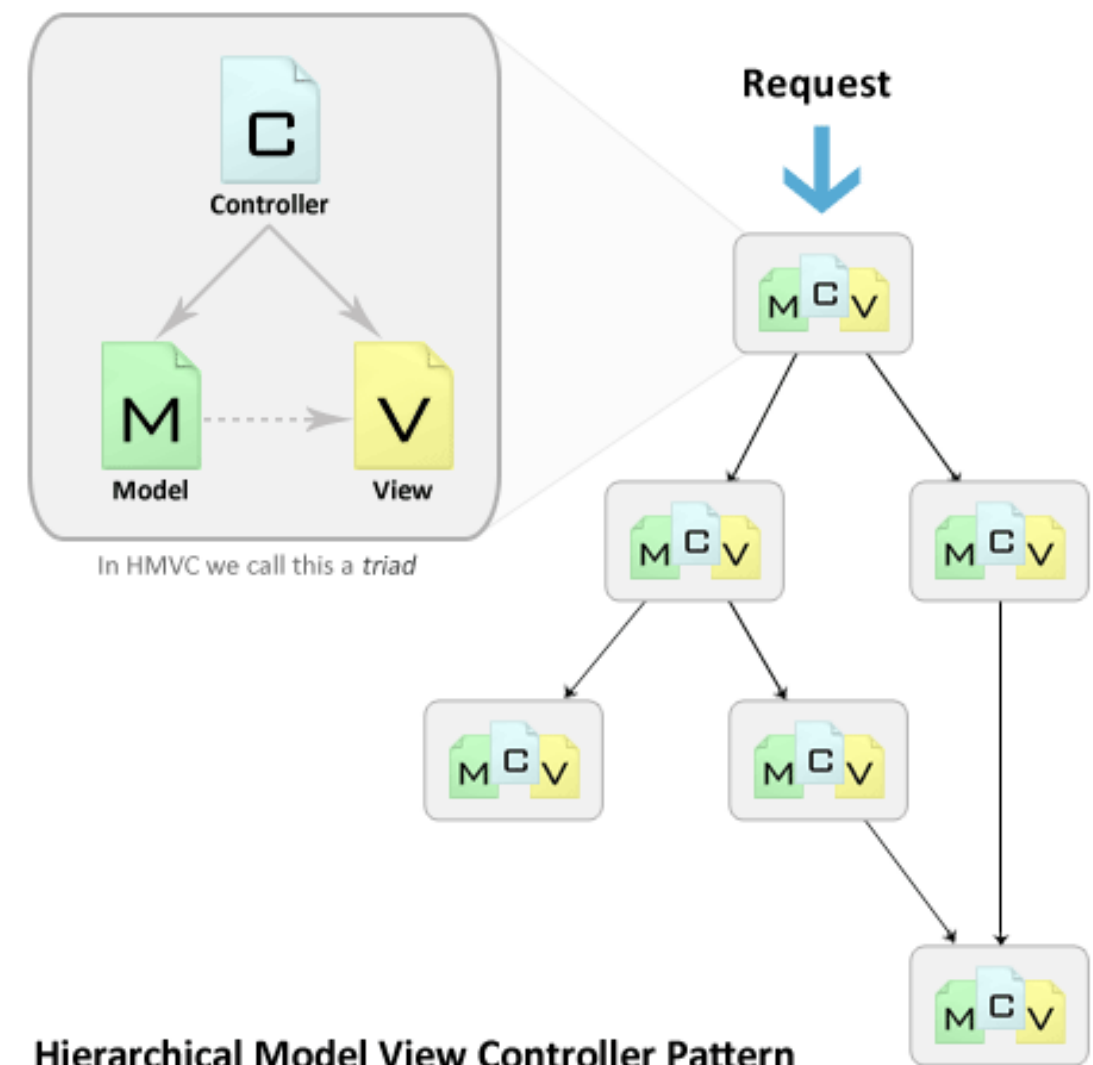 C
Controller
M
Model
V
View
In HMVC we call this a triad
Request
M C V
M C V
M C V
M C V
M C V
M C V
Hierarchical Model View Controller Pattern